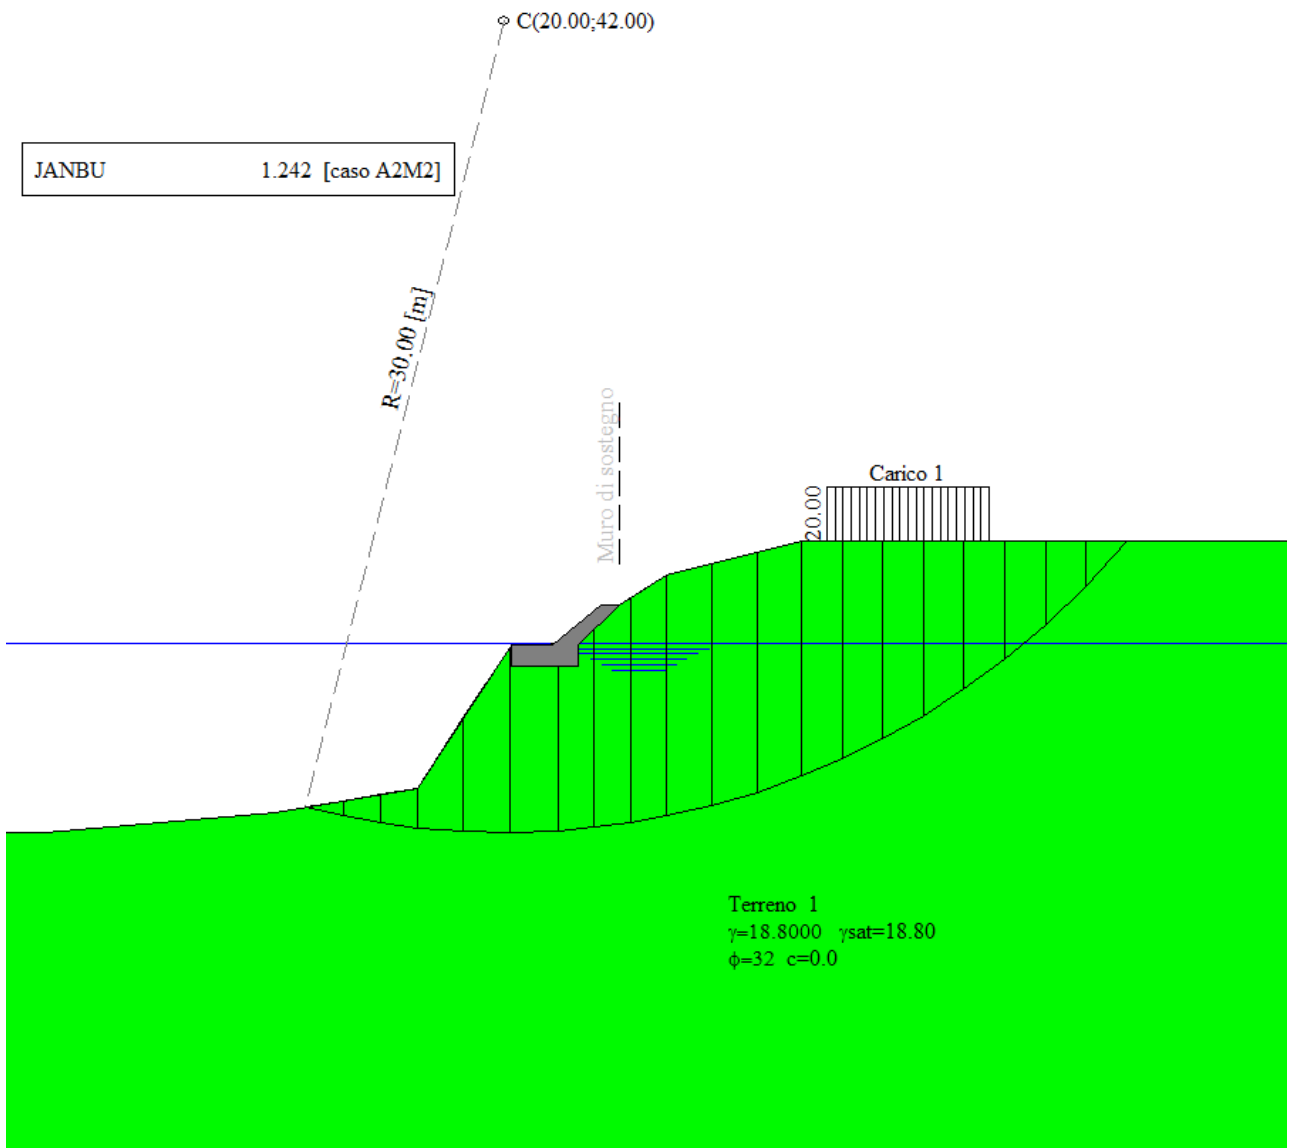 C(20.00;42.00)
JANBU 1.242 [caso A2M2]
R=30.00 [m]
Muro di sostegno
Carico 1
20.00
Terreno 1
γ=18.8000 γsat=18.80
ϕ=32 c=0.0